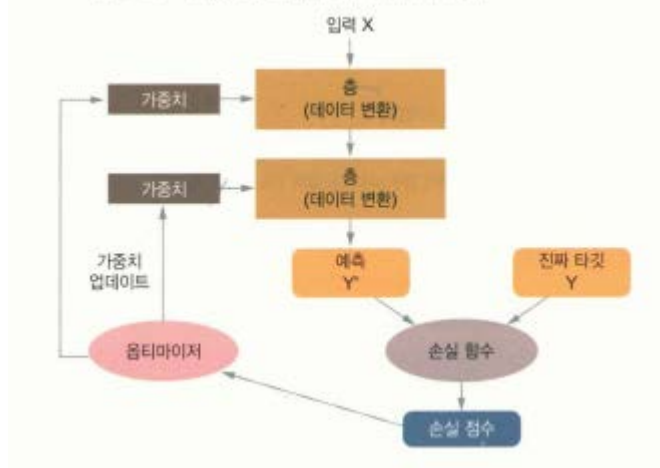 입력 X
가중치
층
(데이터 변환)
가중치
층
(데이터 변환)
가중치
업데이트
예측
Y'
진짜 타깃
Y
옵티마이저
손실 함수
손실 점수